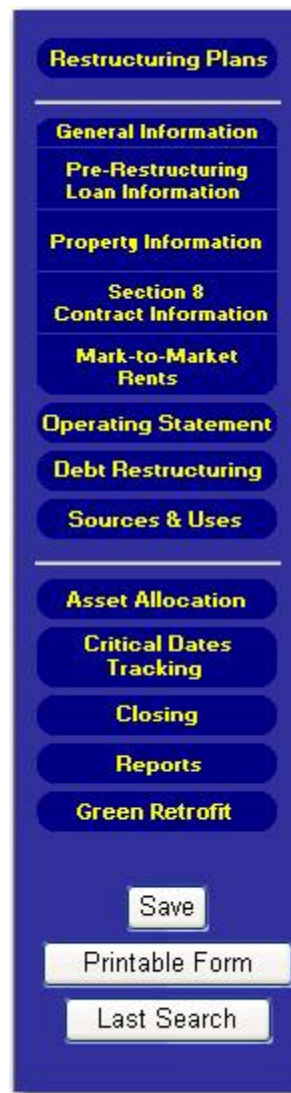 Restructuring Plans
General Information
Pre-Restructuring
Loan Information
Property Information
Section 8
Contract Information
Mark-to-Market
Rents
Operating Statement
Debt Restructuring
Sources & Uses
Asset Allocation
Critical Dates
Tracking
Closing
Reports
Green Retrofit
Save
Printable Form
Last Search